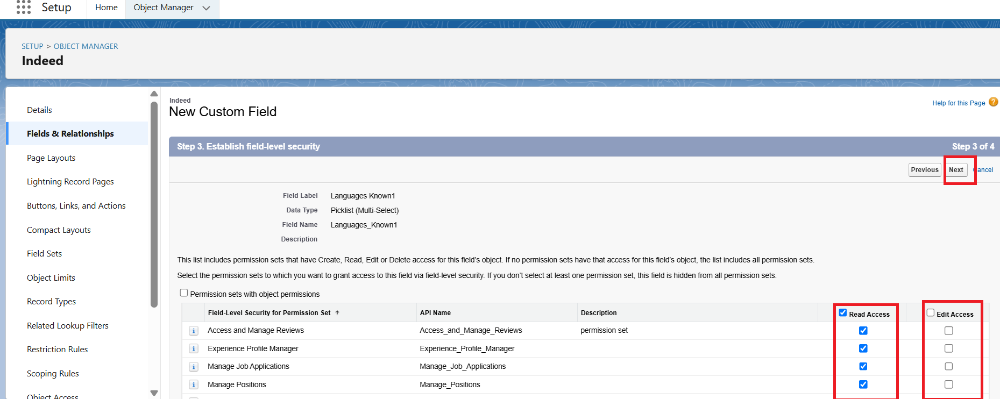 Setup Home Object Manager
SETUP > OBJECT MANAGER
Indeed
Details
Fields & Relationships
Page Layouts
Lightning Record Pages
Buttons, Links, and Actions
Compact Layouts
Field Sets
Object Limits
Record Types
Related Lookup Filters
Restriction Rules
Scoping Rules
Object Access
Indeed
New Custom Field
Help for this Page ?
Step 3. Establish field-level security Step 3 of 4
Previous Next Cancel
Field Label Languages Known1
Data Type Picklist (Multi-Select)
Field Name Languages_Known1
Description
This list includes permission sets that have Create, Read, Edit or Delete access for this field's object. If no permission sets have that access for this field's object, the list includes all permission sets.
Select the permission sets to which you want to grant access to this field via field-level security. If you don't select at least one permission set, this field is hidden from all permission sets.
Permission sets with object permissions
Field-Level Security for Permission Set ↑ API Name Description Read Access Edit Access
i Access and Manage Reviews Access_and_Manage_Reviews permission set
i Experience Profile Manager Experience_Profile_Manager
i Manage Job Applications Manage_Job_Applications
i Manage Positions Manage_Positions